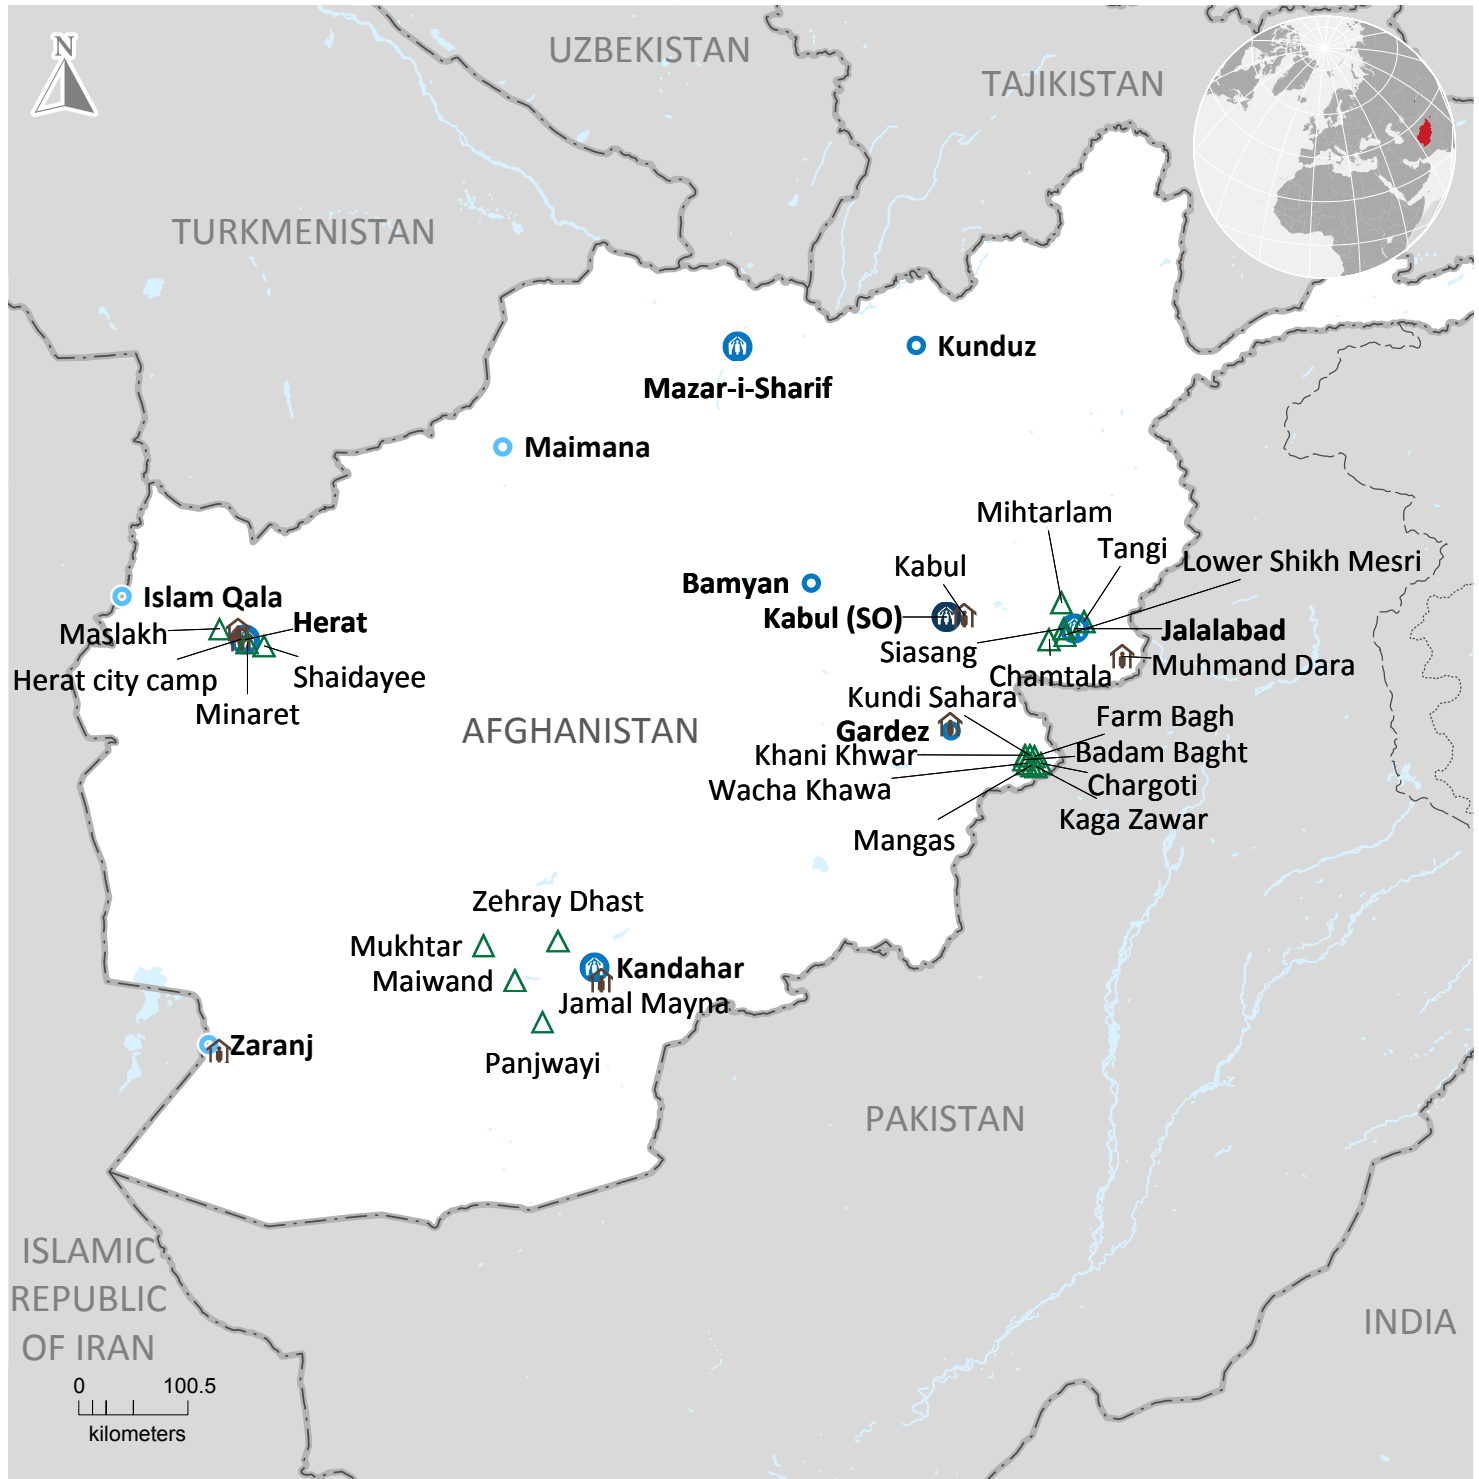 N
UZBEKISTAN
TAJIKISTAN
TURKMENISTAN
Kunduz
Mazar-i-Sharif
Maimana
Mihtarlam
Tangi
Lower Shikh Mesri
Kabul
Bamyan
Islam Qala
Kabul (SO)
Herat
Maslakh
Jalalabad
Siasang
Muhmand Dara
Chamtala
Herat city camp
Shaidayee
Kundi Sahara
Minaret
Farm Bagh
AFGHANISTAN
Gardez
Khani Khwar
Badam Baght
Chargoti
Wacha Khawa
Kaga Zawar
Mangas
Zehray Dhast
Mukhtar
Kandahar
Maiwand
Jamal Mayna
Zaranj
Panjwayi
PAKISTAN
ISLAMIC
REPUBLIC
OF IRAN
INDIA
0 100.5
kilometers